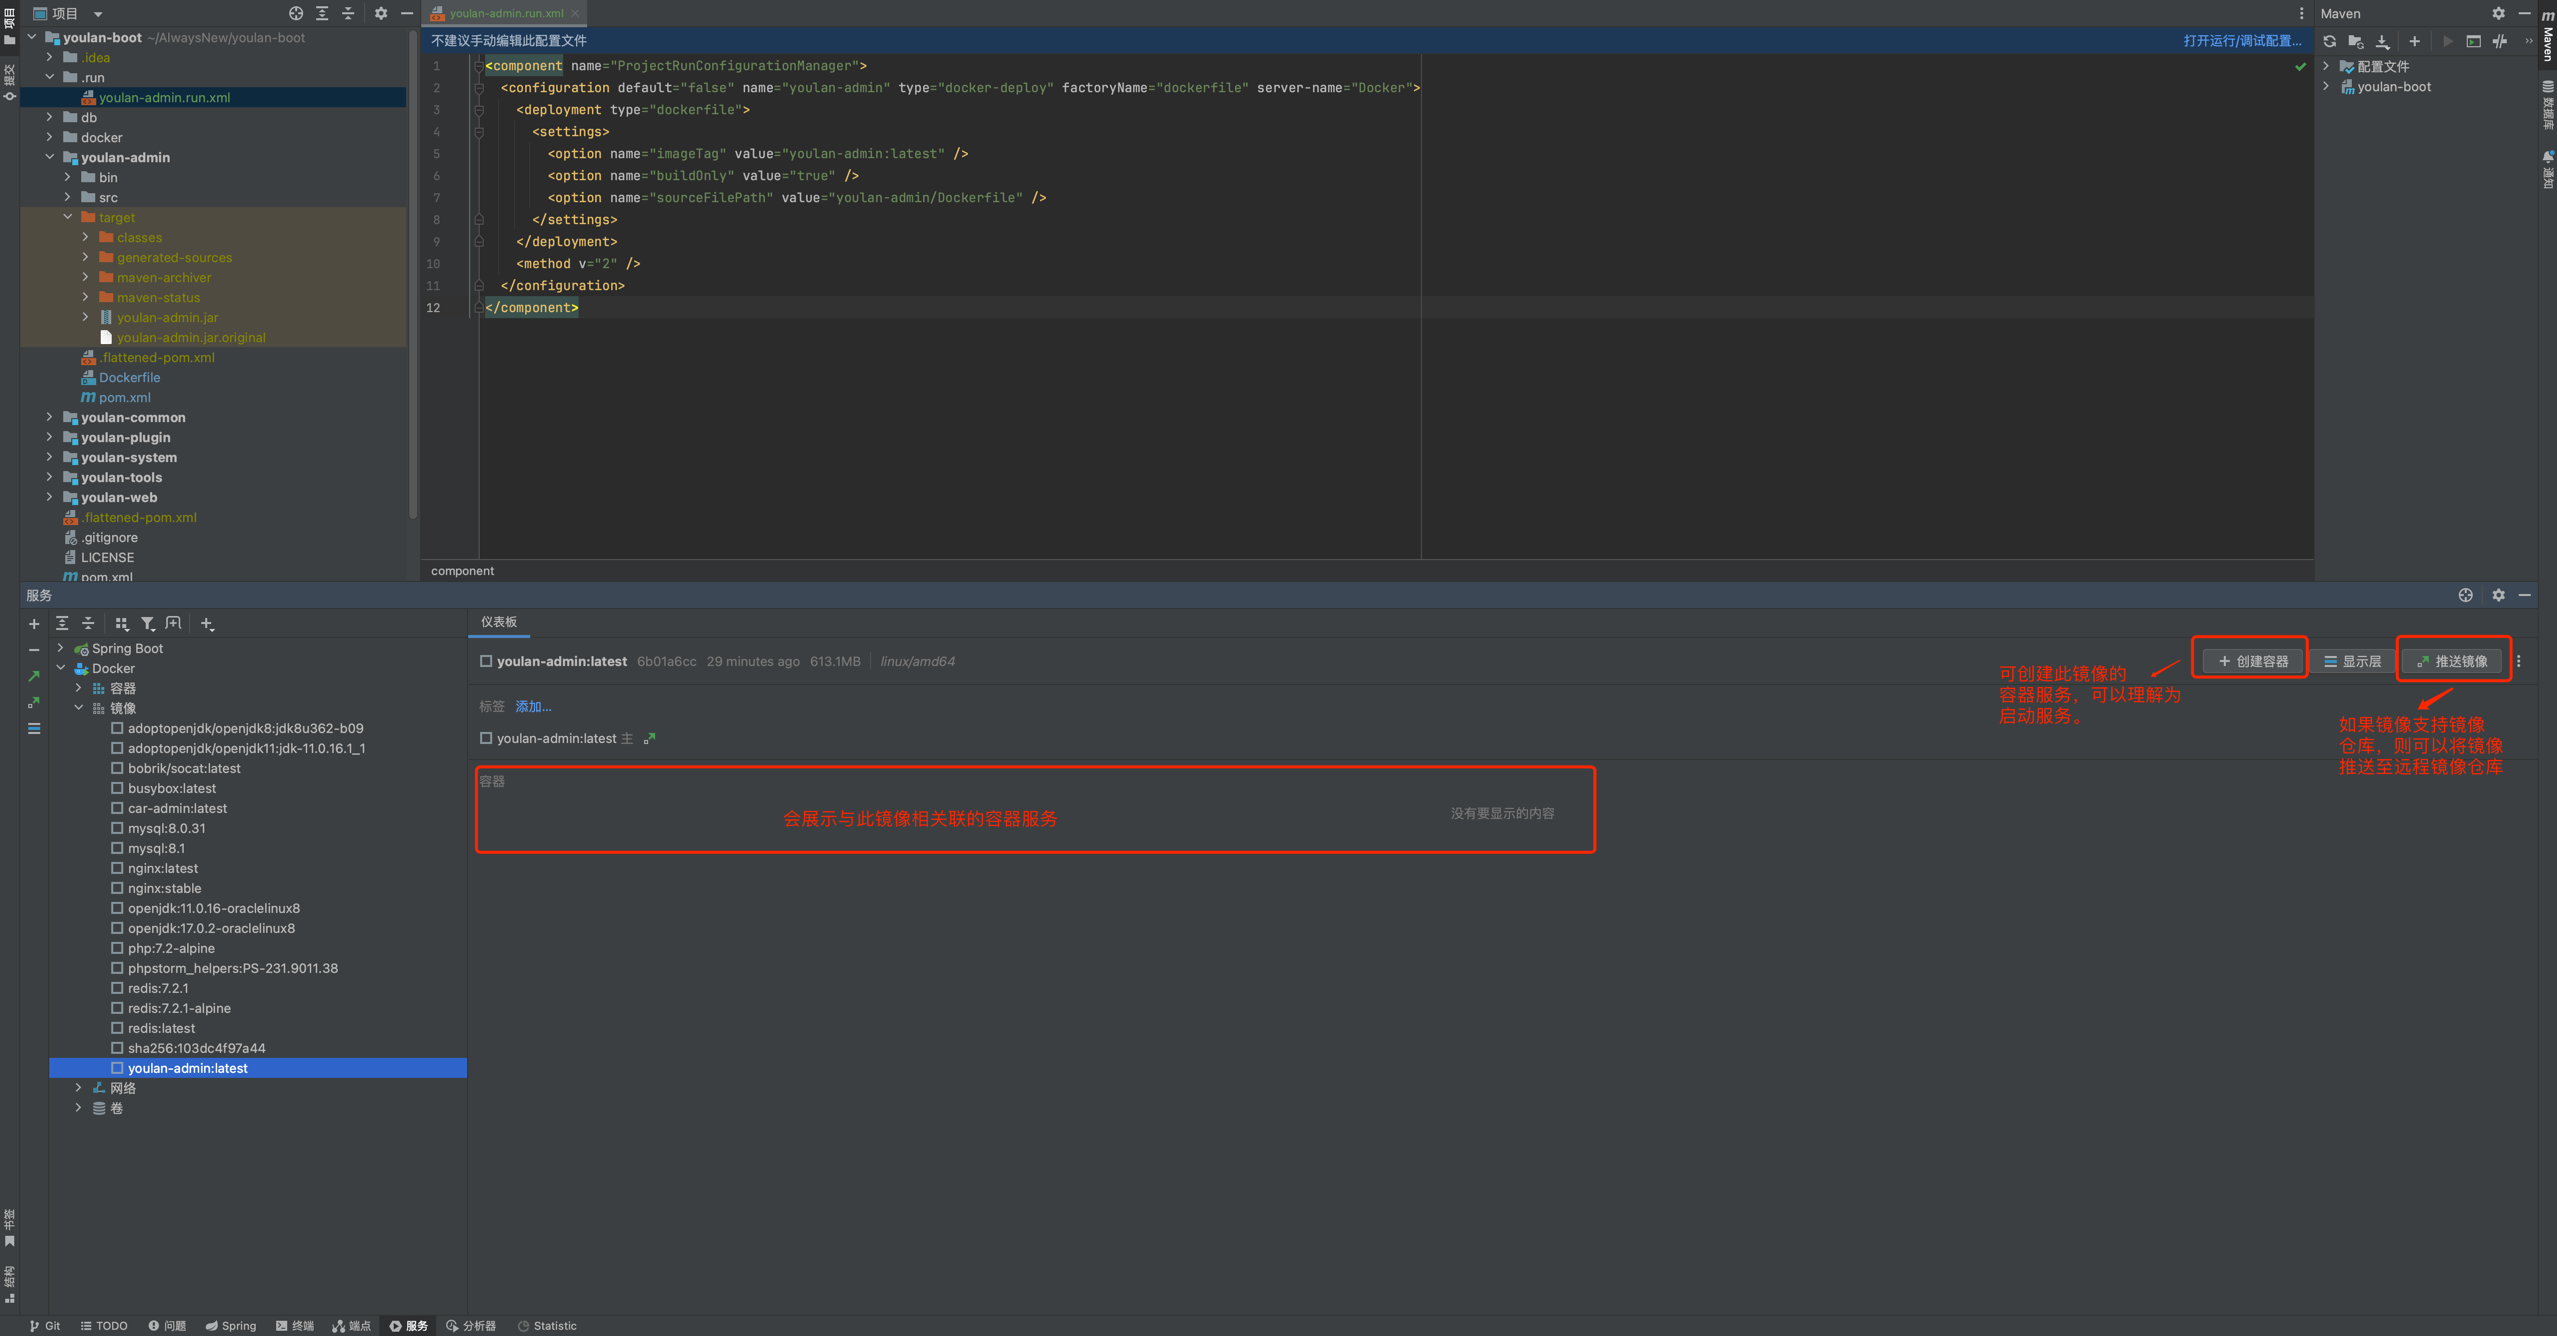 项目
youlan-admin.run.xml
Maven
youlan-boot ~/AlwaysNew/youlan-boot
.idea
.run
youlan-admin.run.xml
db
docker
youlan-admin
bin
src
target
classes
generated-sources
maven-archiver
maven-status
youlan-admin.jar
youlan-admin.jar.original
.flattened-pom.xml
Dockerfile
pom.xml
youlan-common
youlan-plugin
youlan-system
youlan-tools
youlan-web
.flattened-pom.xml
.gitignore
LICENSE
pom.xml
不建议手动编辑此配置文件
打开运行/调试配置...
1 <component name="ProjectRunConfigurationManager">
2 <configuration default="false" name="youlan-admin" type="docker-deploy" factoryName="dockerfile" server-name="Docker">
3 <deployment type="dockerfile">
4 <settings>
5 <option name="imageTag" value="youlan-admin:latest" />
6 <option name="buildOnly" value="true" />
7 <option name="sourceFilePath" value="youlan-admin/Dockerfile" />
8 </settings>
9 </deployment>
10 <method v="2" />
11 </configuration>
12 </component>
component
配置文件
youlan-boot
项目
提交
书签
结构
Maven
数据库
通知
服务
Spring Boot
Docker
容器
镜像
adoptopenjdk/openjdk8:jdk8u362-b09
adoptopenjdk/openjdk11:jdk-11.0.16.1_1
bobrik/socat:latest
busybox:latest
car-admin:latest
mysql:8.0.31
mysql:8.1
nginx:latest
nginx:stable
openjdk:11.0.16-oraclelinux8
openjdk:17.0.2-oraclelinux8
php:7.2-alpine
phpstorm_helpers:PS-231.9011.38
redis:7.2.1
redis:7.2.1-alpine
redis:latest
sha256:103dc4f97a44
youlan-admin:latest
网络
卷
仪表板
youlan-admin:latest 6b01a6cc 29 minutes ago 613.1MB linux/amd64
创建容器
显示层
推送镜像
标签 添加...
youlan-admin:latest 主
容器
会展示与此镜像相关联的容器服务
没有要显示的内容
可创建此镜像的
容器服务，可以理解为
启动服务。
如果镜像支持镜像
仓库，则可以将镜像
推送至远程镜像仓库
Git TODO 问题 Spring 终端 端点 服务 分析器 Statistic